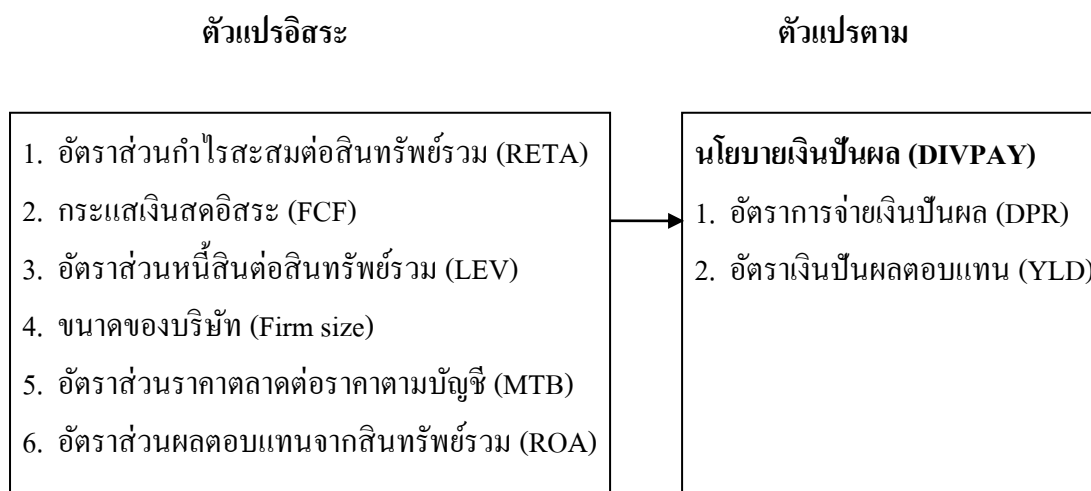 ตัวแปรอิสระ
ตัวแปรตาม
1. อัตราส่วนกำไรสะสมต่อสินทรัพย์รวม (RETA)
2. กระแสเงินสดอิสระ (FCF)
3. อัตราส่วนหนี้สินต่อสินทรัพย์รวม (LEV)
4. ขนาดของบริษัท (Firm size)
5. อัตราส่วนราคาตลาดต่อราคาตามบัญชี (MTB)
6. อัตราส่วนผลตอบแทนจากสินทรัพย์รวม (ROA)
นโยบายเงินปันผล (DIVPAY)
1. อัตราการจ่ายเงินปันผล (DPR)
2. อัตราเงินปันผลตอบแทน (YLD)